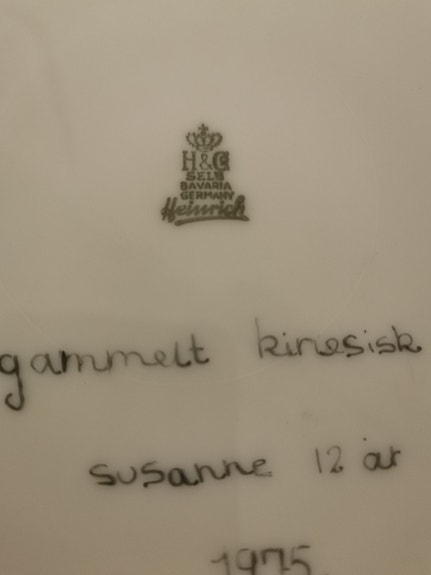 H&C
SELB
BAVARIA
GERMANY
Heinrich
gammelt kinesisk
susanne 12 år
1975